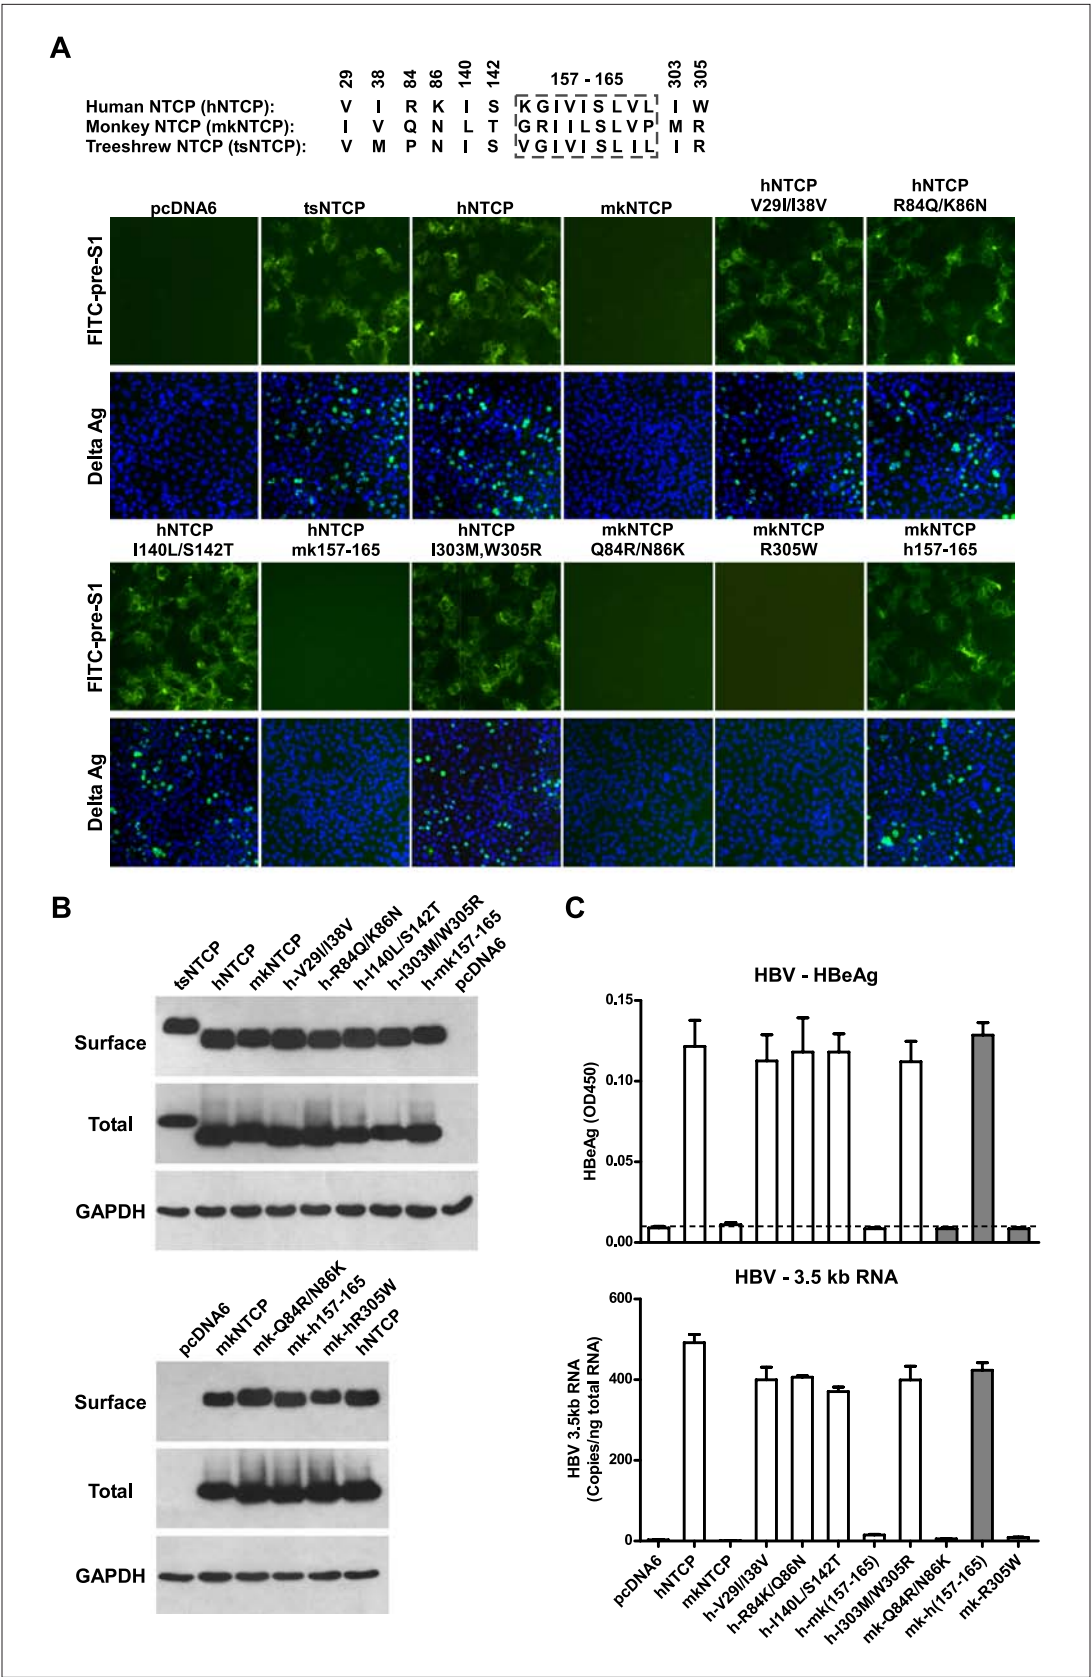 A
29 38 84 86 140 142 157 - 165 303 305
Human NTCP (hNTCP): V I R K I S K G I V I S L V L I W
Monkey NTCP (mkNTCP): I V Q N L T G R I I L S L V P M R
Treeshrew NTCP (tsNTCP): V M P N I S V G I V I S L I L I R
pcDNA6 tsNTCP hNTCP mkNTCP hNTCP V29I/I38V hNTCP R84Q/K86N
FITC-pre-S1
Delta Ag
hNTCP I140L/S142T hNTCP mk157-165 hNTCP I303M,W305R mkNTCP Q84R/N86K mkNTCP R305W mkNTCP h157-165
FITC-pre-S1
Delta Ag
B
tsNTCP hNTCP mkNTCP h-V29I/I38V h-R84Q/K86N h-I140L/S142T h-I303M/W305R h-mk157-165 pcDNA6
Surface
Total
GAPDH
pcDNA6 mkNTCP mk-Q84R/N86K mk-h157-165 mk-hR305W hNTCP
Surface
Total
GAPDH
C
HBV - HBeAg
HBeAg (OD450)
0.15
0.10
0.05
0.00
HBV - 3.5 kb RNA
HBV 3.5kb RNA
(Copies/ng total RNA)
600
400
200
0
pcDNA6 hNTCP mkNTCP h-V29I/I38V h-R84K/Q86N h-I140L/S142T h-mk(157-165) h-I303M/W305R mk-Q84R/N86K mk-h(157-165) mk-R305W